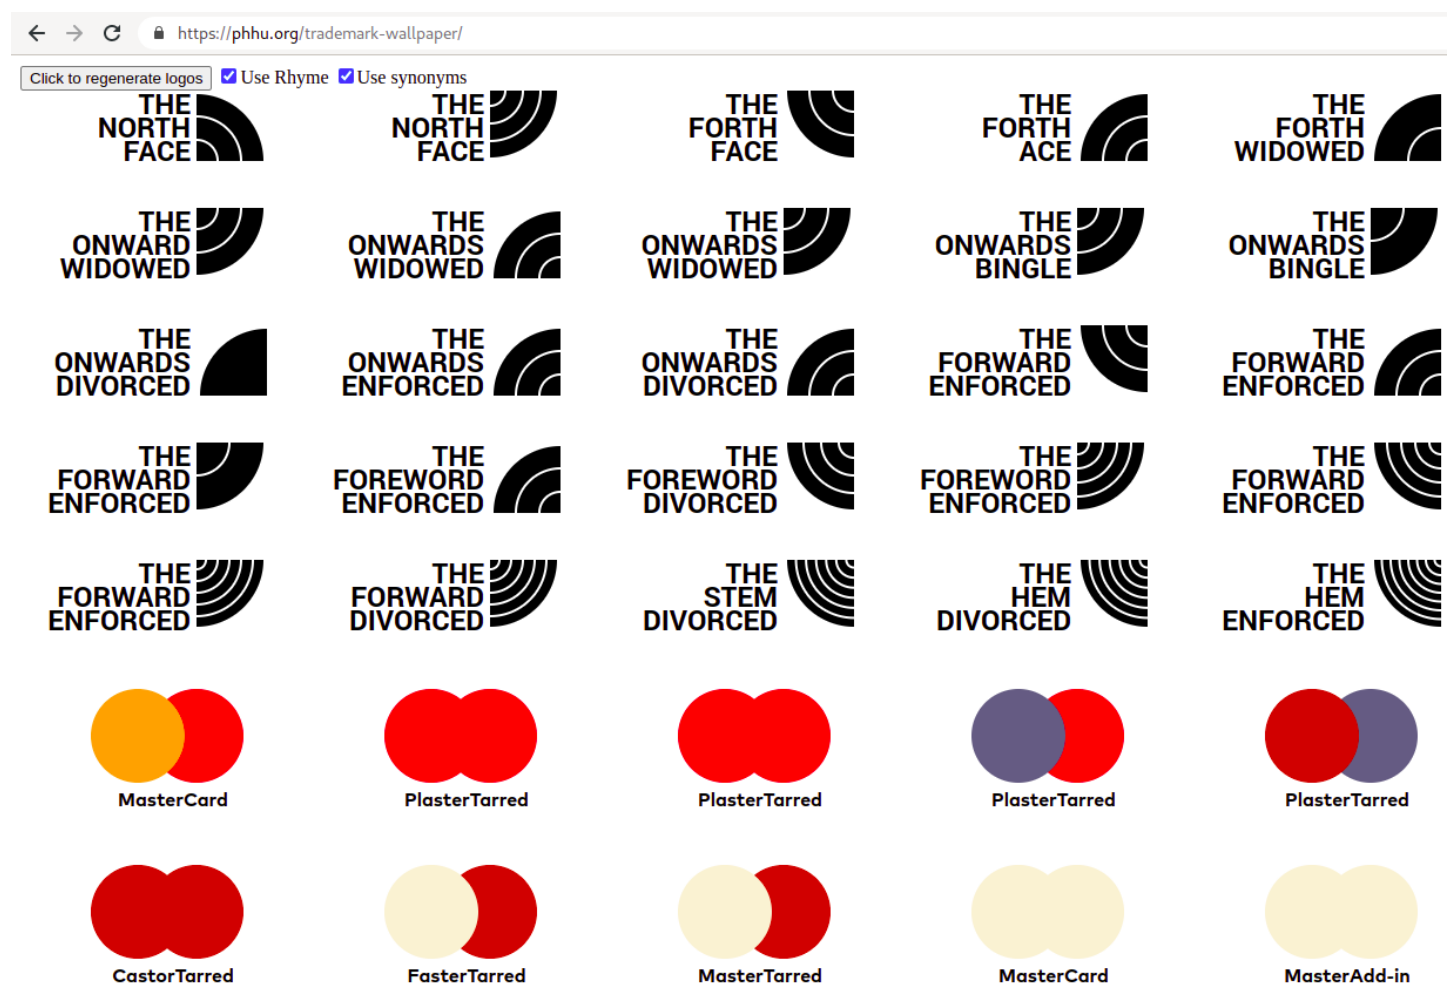 https://phhu.org/trademark-wallpaper/
Click to regenerate logos Use Rhyme Use synonyms
THE
NORTH
FACE
THE
NORTH
FACE
THE
FORTH
FACE
THE
FORTH
ACE
THE
FORTH
WIDOWED
THE
ONWARD
WIDOWED
THE
ONWARDS
WIDOWED
THE
ONWARDS
WIDOWED
THE
ONWARDS
BINGLE
THE
ONWARDS
BINGLE
THE
ONWARDS
DIVORCED
THE
ONWARDS
ENFORCED
THE
ONWARDS
DIVORCED
THE
FORWARD
ENFORCED
THE
FORWARD
ENFORCED
THE
FORWARD
ENFORCED
THE
FOREWORD
ENFORCED
THE
FOREWORD
DIVORCED
THE
FOREWORD
ENFORCED
THE
FORWARD
ENFORCED
THE
FORWARD
ENFORCED
THE
FORWARD
DIVORCED
THE
STEM
DIVORCED
THE
HEM
DIVORCED
THE
HEM
ENFORCED
MasterCard
PlasterTarred
PlasterTarred
PlasterTarred
PlasterTarred
CastorTarred
FasterTarred
MasterTarred
MasterCard
MasterAdd-in